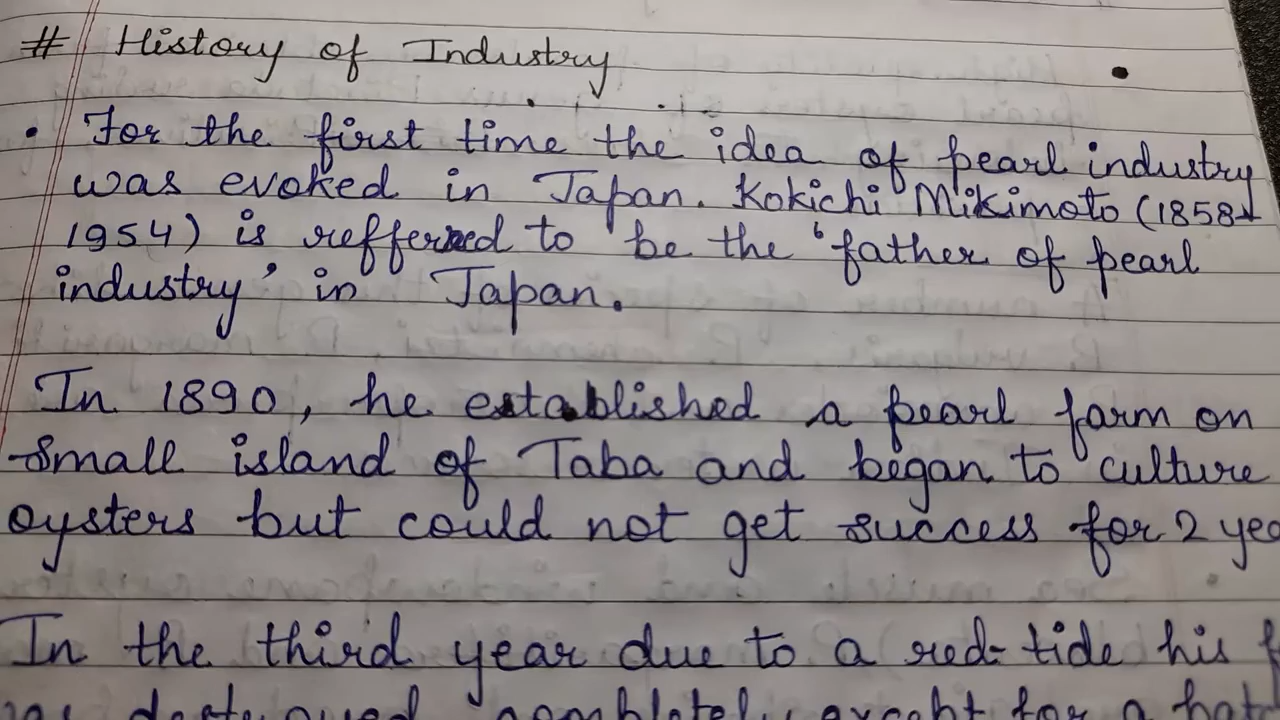 # History of Industry
• For the first time the idea of pearl industry
was evoked in Japan. Kokichi Mikimoto (1858-
1954) is refferred to be the 'father of pearl
industry' in Japan.
In 1890, he established a pearl farm on
small island of Taba and began to culture
oysters but could not get success for 2
In the third year due to a red-tide his
completely except for a